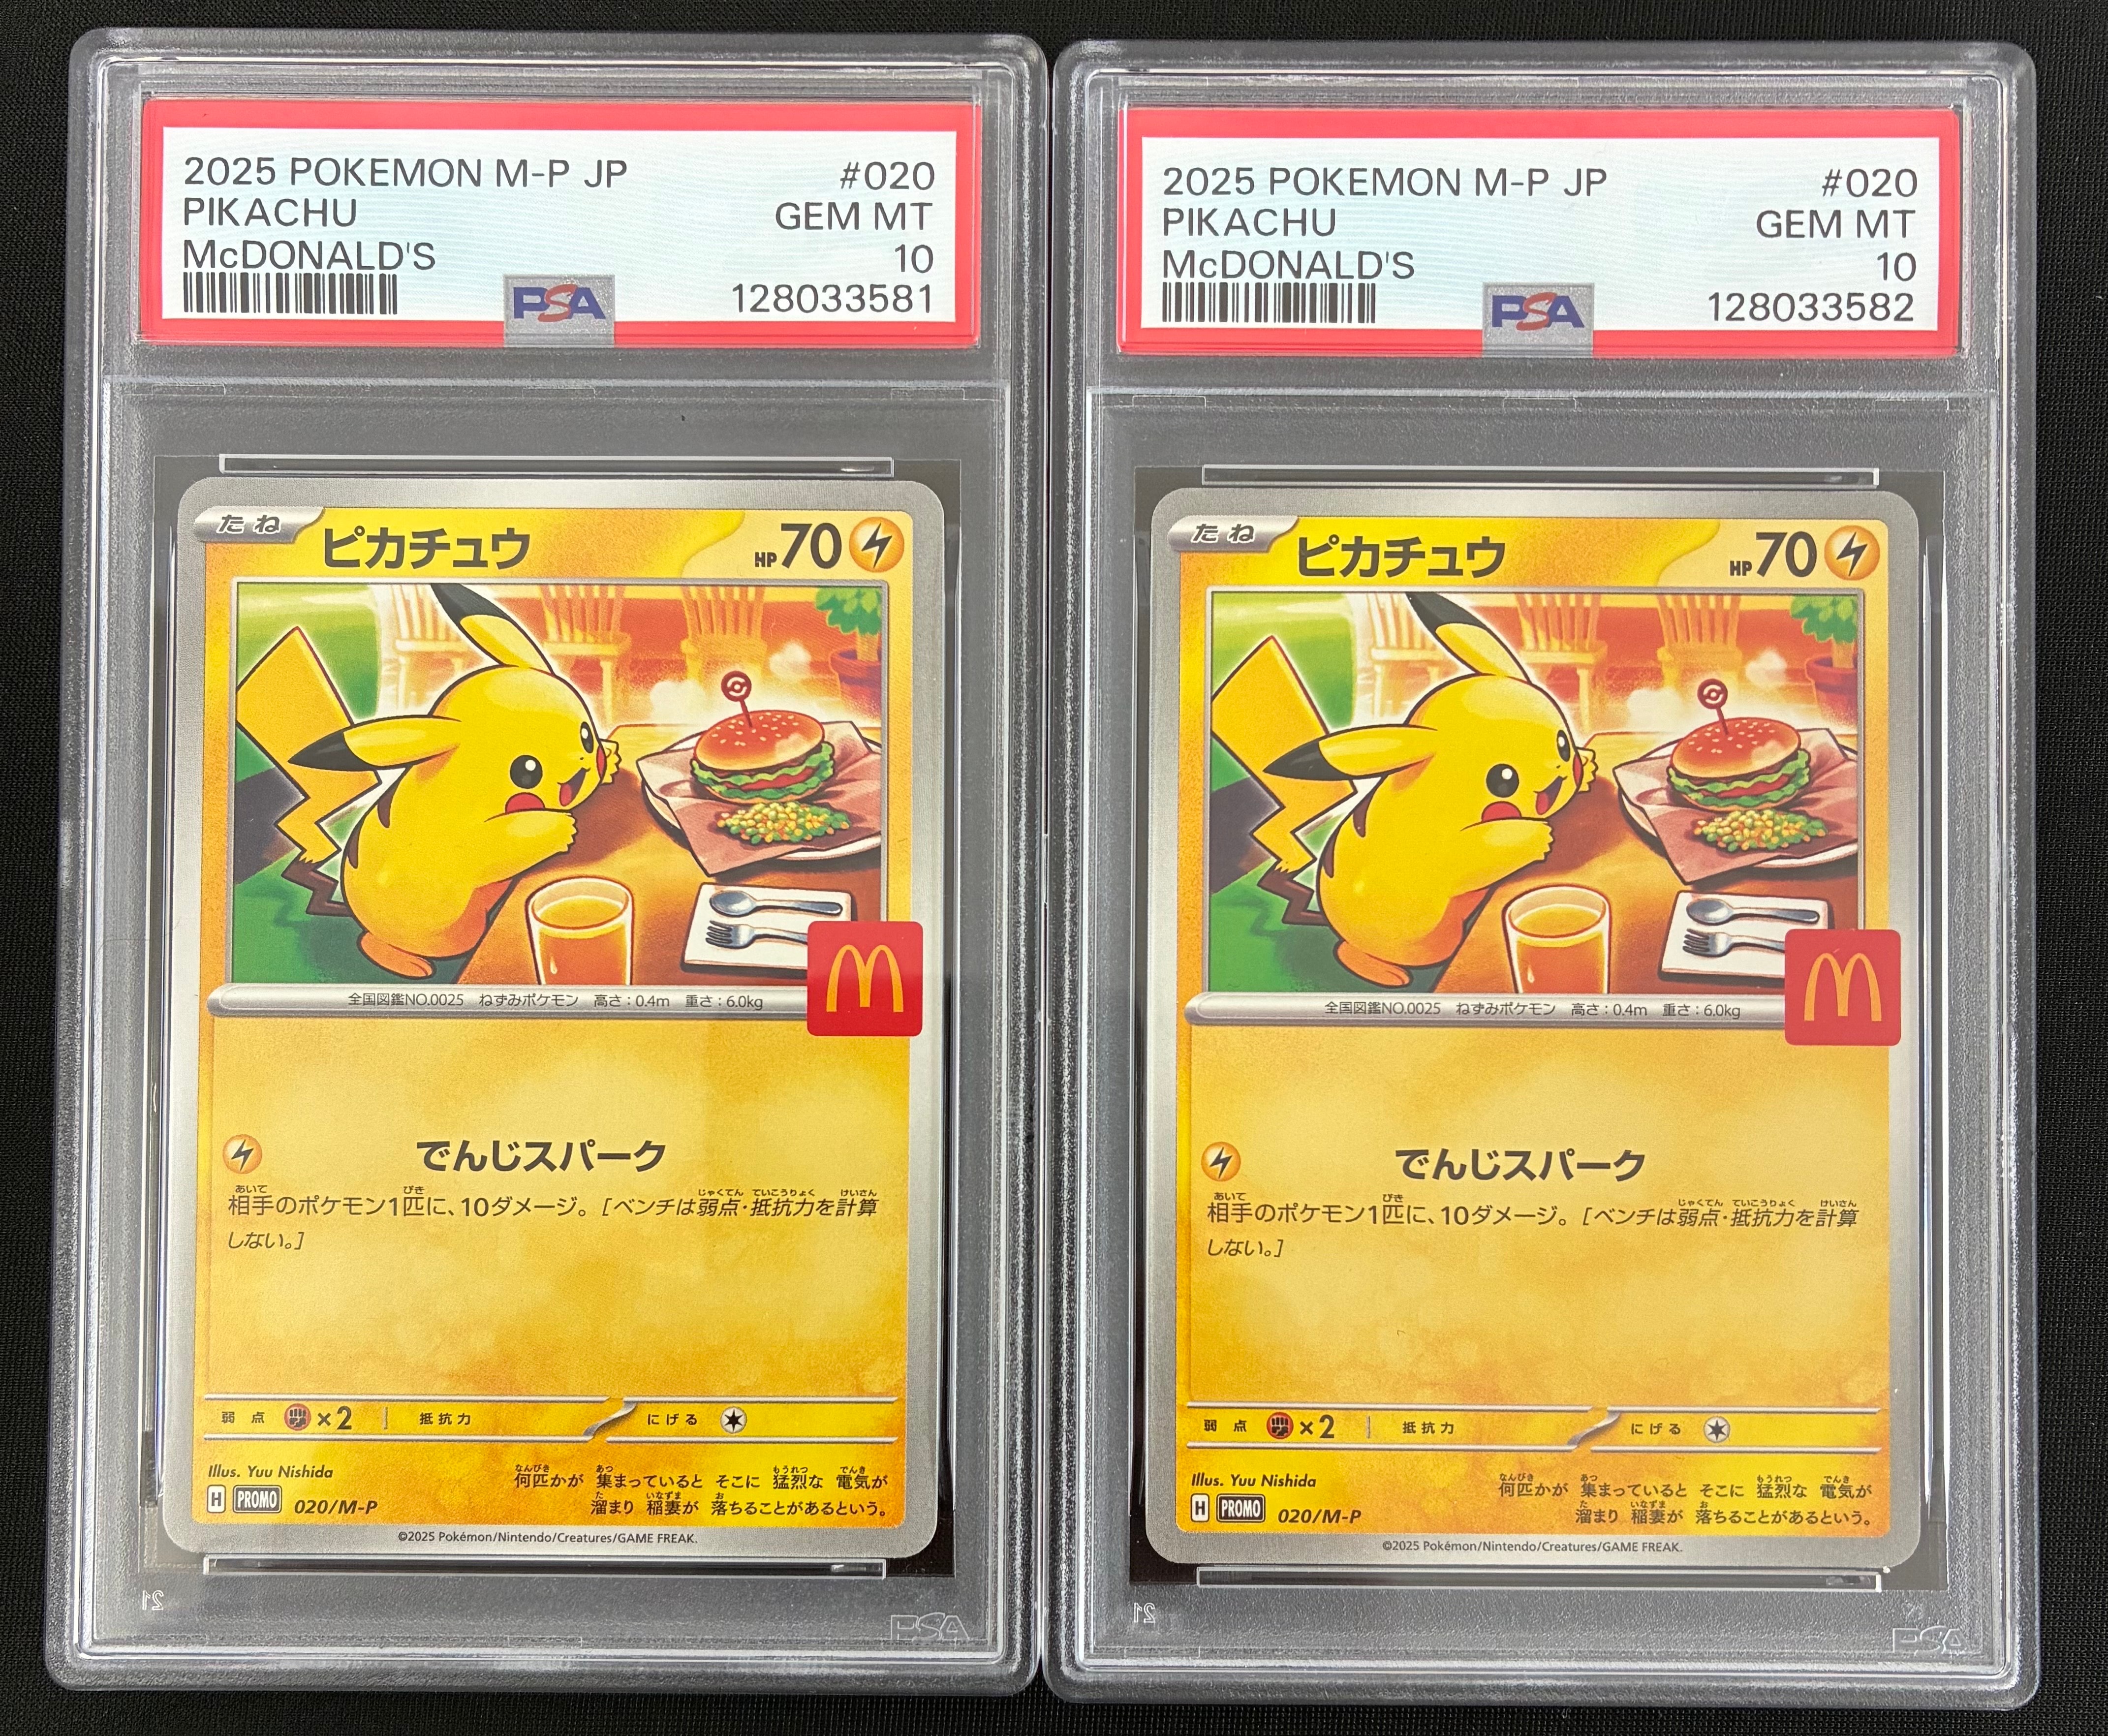 2025 POKEMON M-P JP #020
PIKACHU GEM MT
McDONALD'S 10
PSA 128033581
たね ピカチュウ HP70
全国図鑑NO.0025 ねずみポケモン 高さ：0.4m 重さ：6.0kg
でんじスパーク
相手のポケモン1匹に、10ダメージ。［ベンチは弱点・抵抗力を計算
しない。］
弱点 ×2 抵抗力 にげる
Illus. Yuu Nishida
何匹かが 集まっていると そこに 猛烈な 電気が
溜まり 稲妻が 落ちることがあるという。
H PROMO 020/M-P
©2025 Pokémon/Nintendo/Creatures/GAME FREAK.
PSA
2025 POKEMON M-P JP #020
PIKACHU GEM MT
McDONALD'S 10
PSA 128033582
たね ピカチュウ HP70
全国図鑑NO.0025 ねずみポケモン 高さ：0.4m 重さ：6.0kg
でんじスパーク
相手のポケモン1匹に、10ダメージ。［ベンチは弱点・抵抗力を計算
しない。］
弱点 ×2 抵抗力 にげる
Illus. Yuu Nishida
何匹かが 集まっていると そこに 猛烈な 電気が
溜まり 稲妻が 落ちることがあるという。
H PROMO 020/M-P
©2025 Pokémon/Nintendo/Creatures/GAME FREAK.
PSA